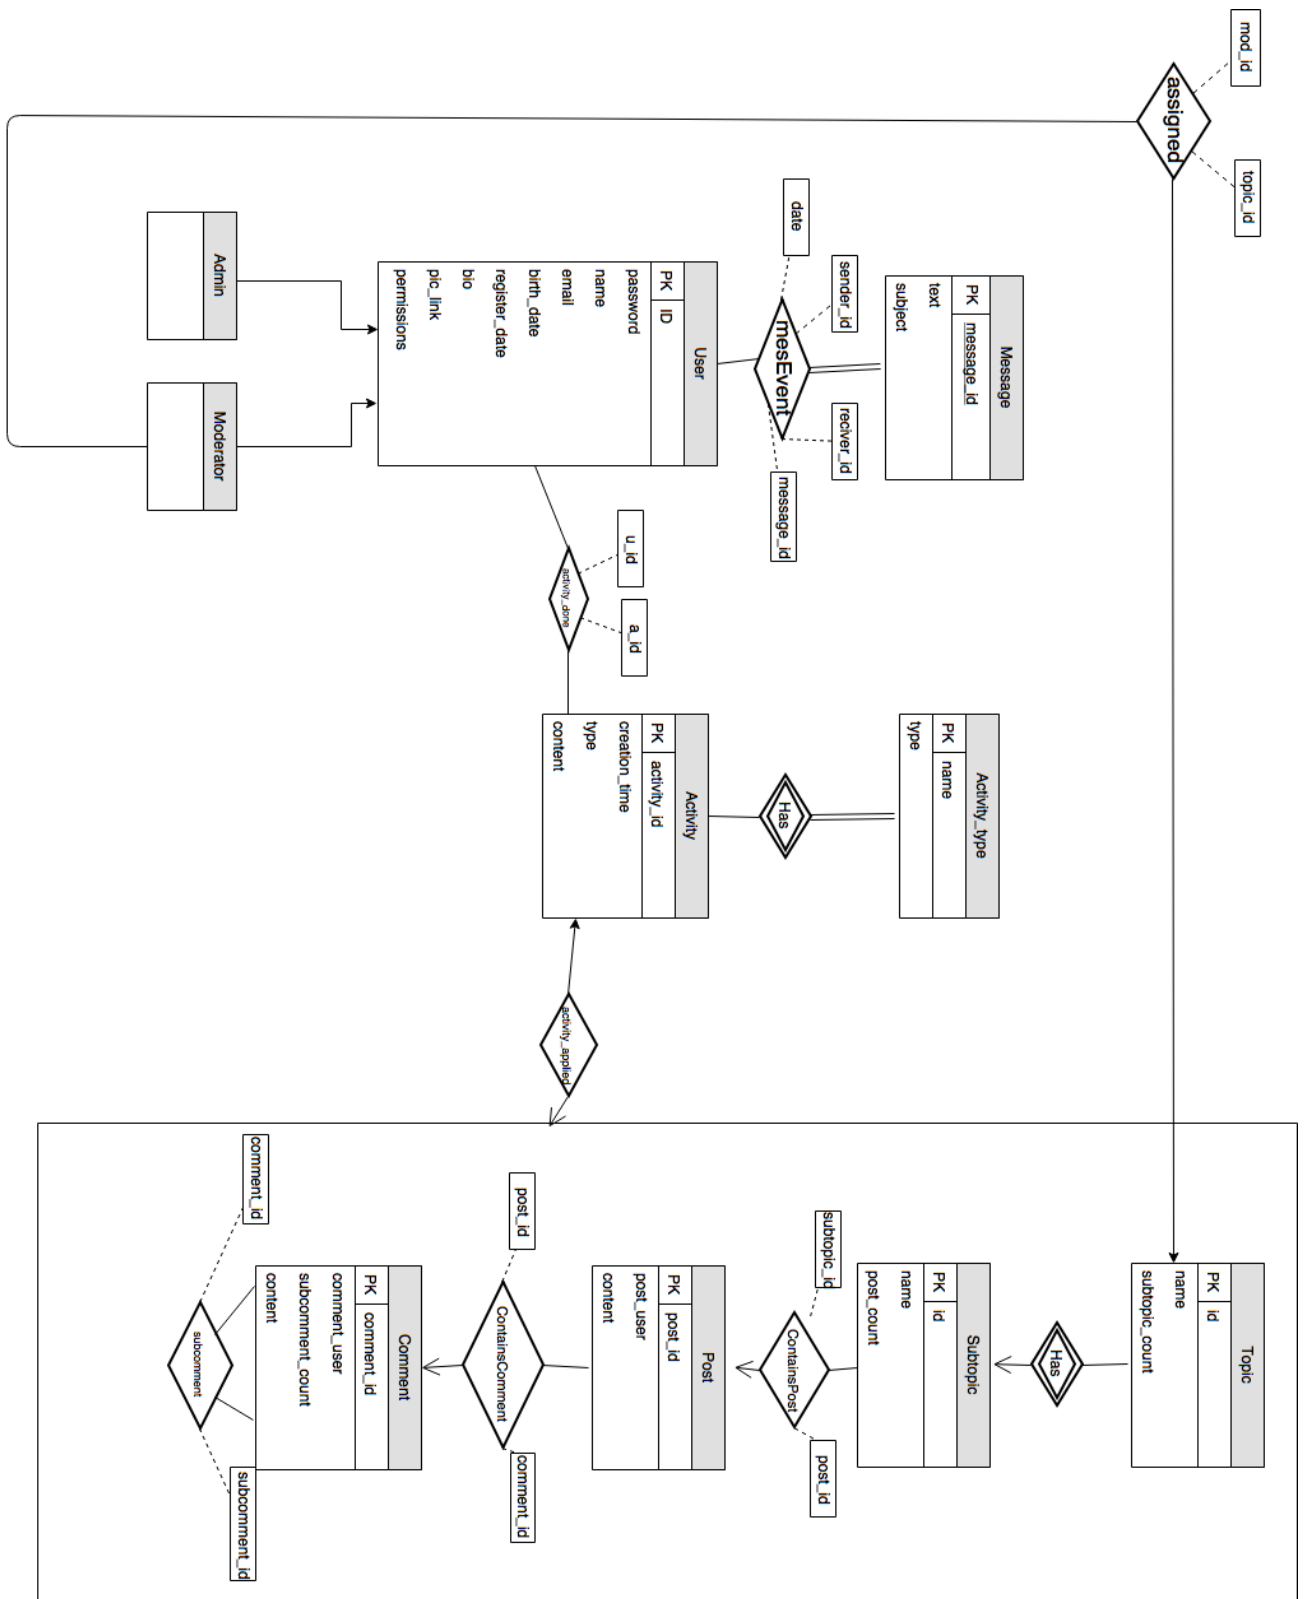 mod_id
assigned
topic_id
Message
PK message_id
text
subject
date
sender_id
mesEvent
reciver_id
message_id
User
PK ID
password
name
email
birth_date
register_date
bio
pic_link
permissions
Admin
Moderator
u_id
activity_done
a_id
Activity_type
PK name
type
Has
Activity
PK activity_id
creation_time
type
content
activity_applied
Topic
PK id
name
subtopic_count
Has
Subtopic
PK id
name
post_count
subtopic_id
ContainsPost
post_id
Post
PK post_id
post_user
content
post_id
ContainsComment
comment_id
Comment
PK comment_id
comment_user
subcomment_count
content
comment_id
subcomment
subcomment_id